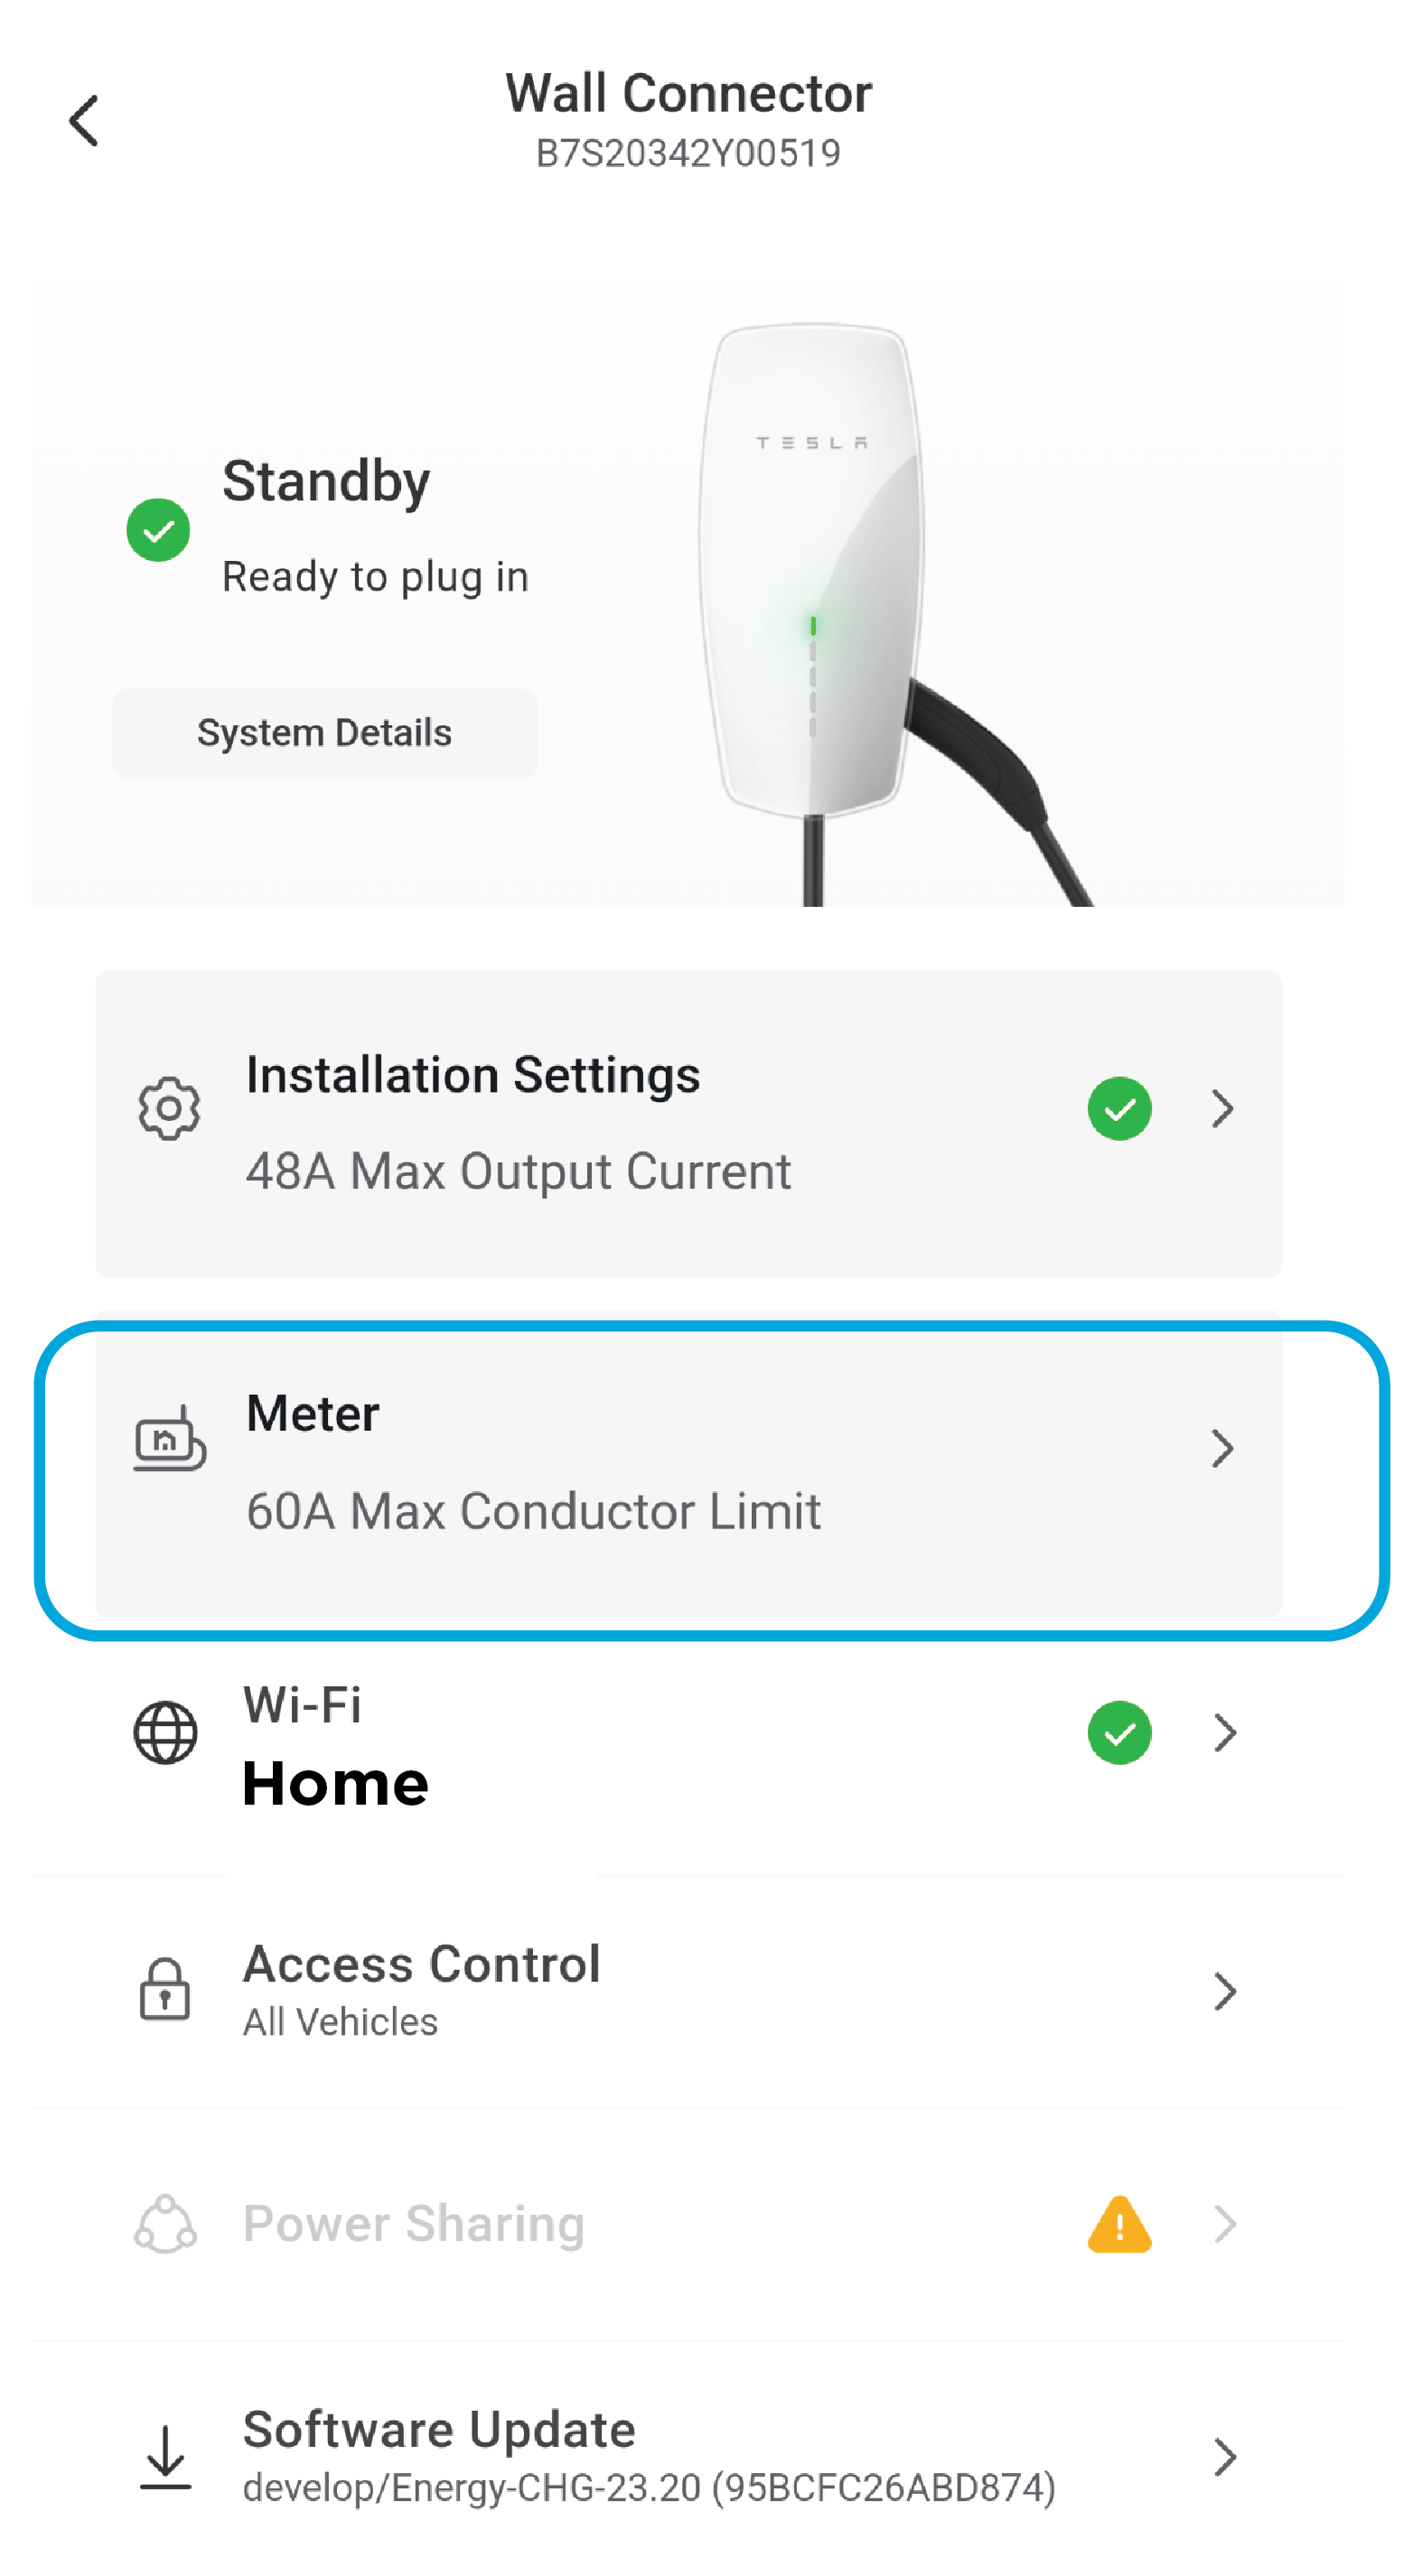 Wall Connector
B7S20342Y00519
TESLA
Standby
Ready to plug in
System Details
Installation Settings
48A Max Output Current
Meter
60A Max Conductor Limit
Wi-Fi
Home
Access Control
All Vehicles
Power Sharing
Software Update
develop/Energy-CHG-23.20 (95BCFC26ABD874)